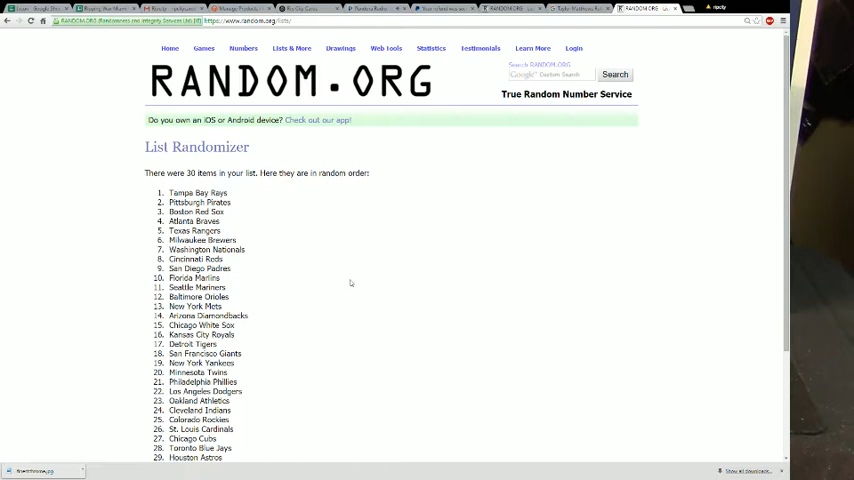 https://www.random.org/lists/
Home Games Numbers Lists & More Drawings Web Tools Statistics Testimonials Learn More Login
RANDOM.ORG
Search RANDOM.ORG
Google Custom Search Search
True Random Number Service
Do you own an iOS or Android device? Check out our app!
List Randomizer
There were 30 items in your list. Here they are in random order:
1. Tampa Bay Rays
2. Pittsburgh Pirates
3. Boston Red Sox
4. Atlanta Braves
5. Texas Rangers
6. Milwaukee Brewers
7. Washington Nationals
8. Cincinnati Reds
9. San Diego Padres
10. Florida Marlins
11. Seattle Mariners
12. Baltimore Orioles
13. New York Mets
14. Arizona Diamondbacks
15. Chicago White Sox
16. Kansas City Royals
17. Detroit Tigers
18. San Francisco Giants
19. New York Yankees
20. Minnesota Twins
21. Philadelphia Phillies
22. Los Angeles Dodgers
23. Oakland Athletics
24. Cleveland Indians
25. Colorado Rockies
26. St. Louis Cardinals
27. Chicago Cubs
28. Toronto Blue Jays
29. Houston Astros
Show all downloads...